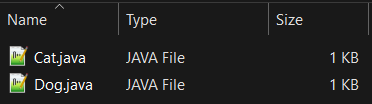 Name Type Size
Cat.java JAVA File 1 KB
Dog.java JAVA File 1 KB